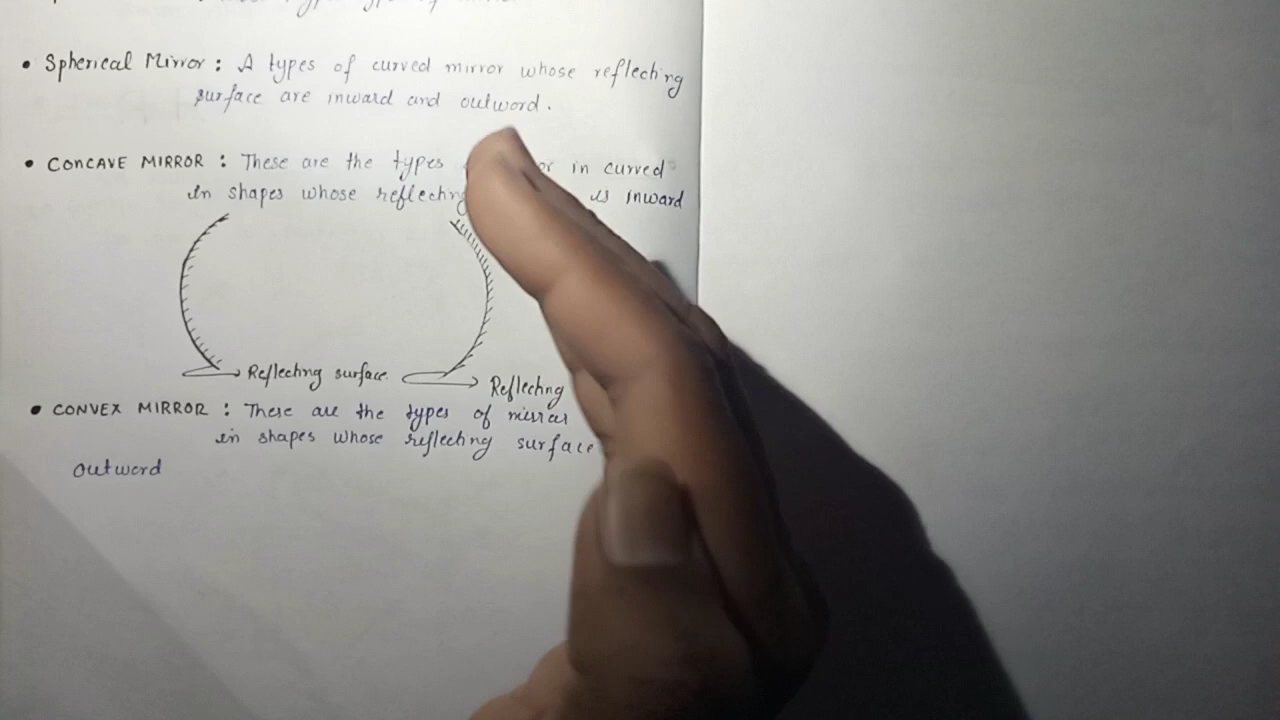 • Spherical Mirror : A types of curved mirror whose reflecting
surface are inward and outword.
• CONCAVE MIRROR : These are the types in curved
in shapes whose reflecting is inward
Reflecting surface. Reflecting
• CONVEX MIRROR : These are the types of mirror
in shapes whose reflecting surface
outword